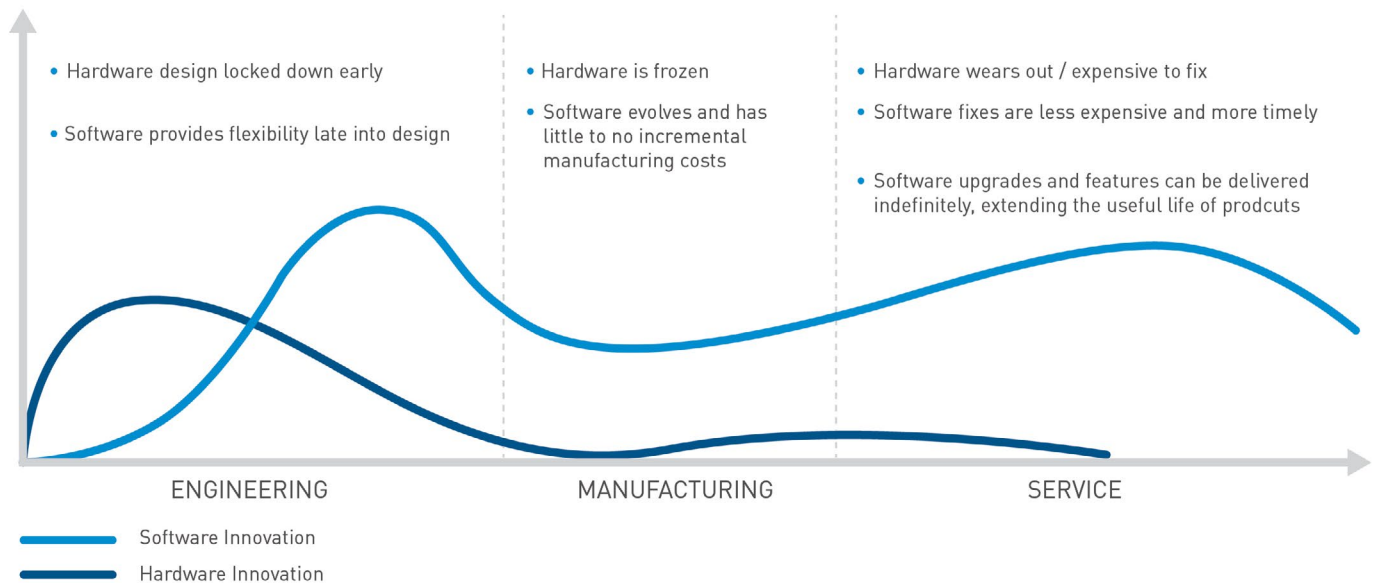 • Hardware design locked down early
• Software provides flexibility late into design
• Hardware is frozen
• Software evolves and has
little to no incremental
manufacturing costs
• Hardware wears out / expensive to fix
• Software fixes are less expensive and more timely
• Software upgrades and features can be delivered
indefinitely, extending the useful life of prodcuts
ENGINEERING
MANUFACTURING
SERVICE
Software Innovation
Hardware Innovation